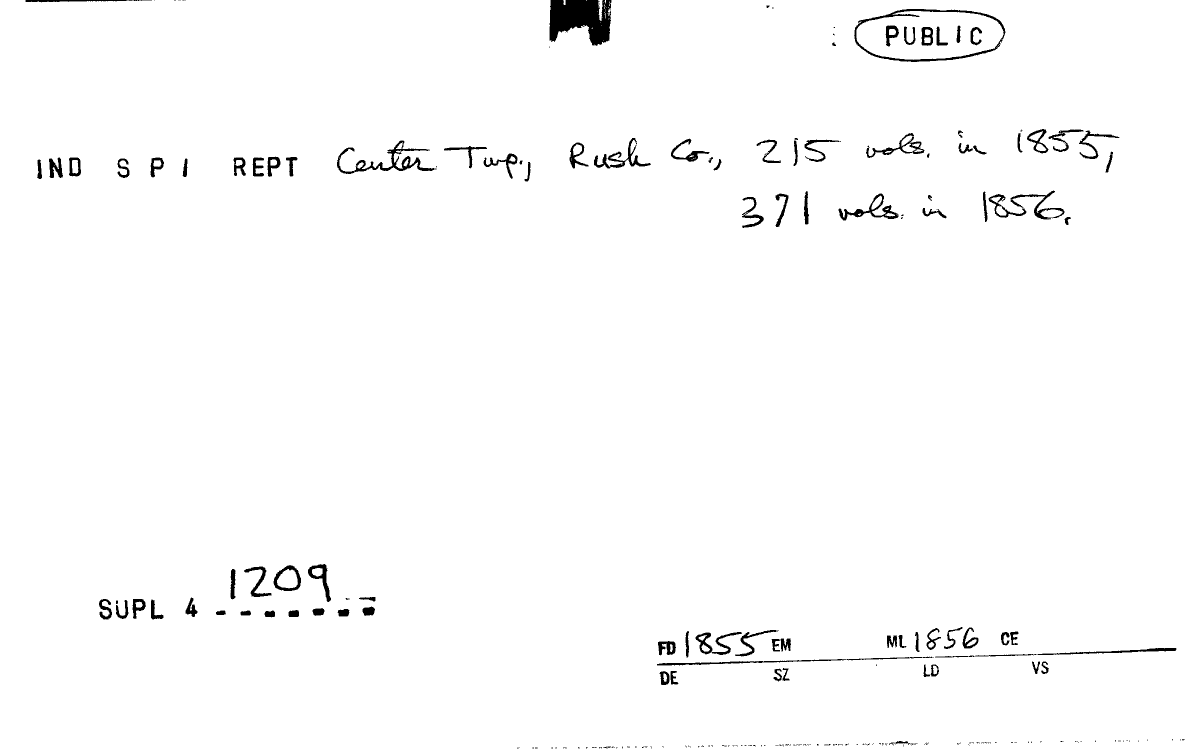 : PUBLIC
IND S P I REPT Center Twp., Rush Co., 215 vols. in 1855,
371 vols. in 1856.
SUPL 4 1209
FD 1855 EM ML 1856 CE
DE SZ LD VS